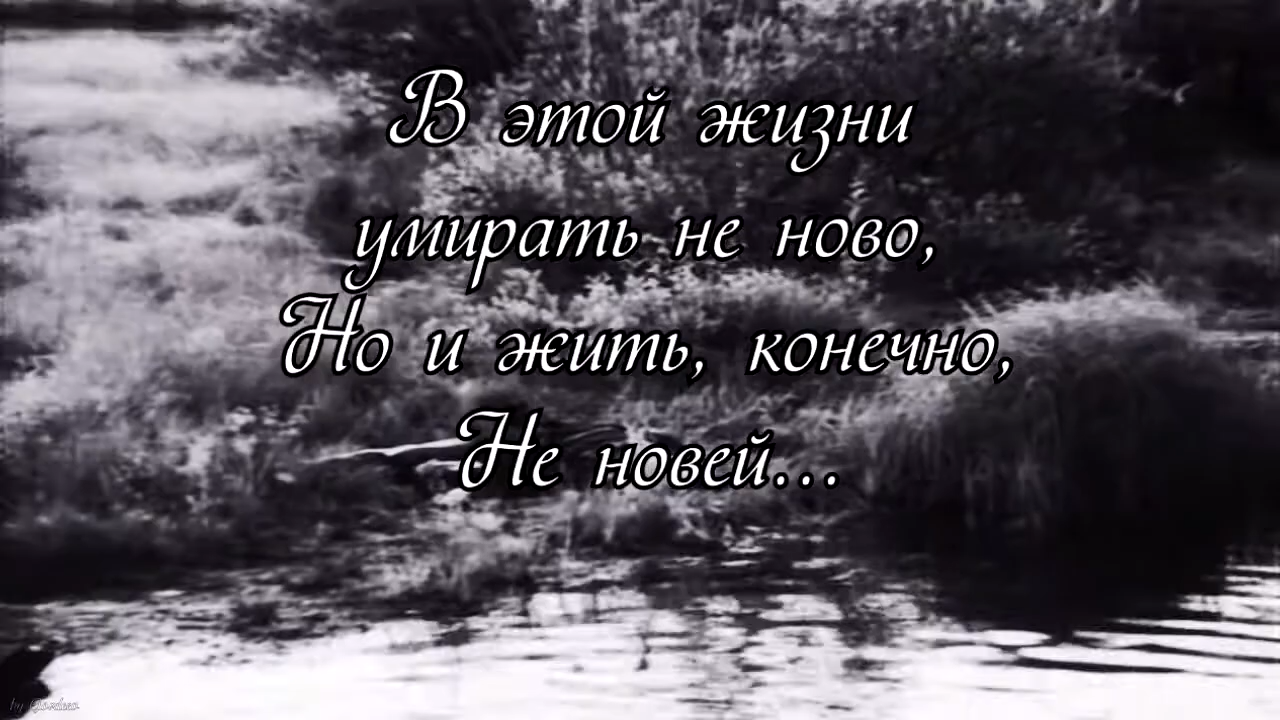 В этой жизни
умирать не ново,
Но и жить, конечно,
Не новей...